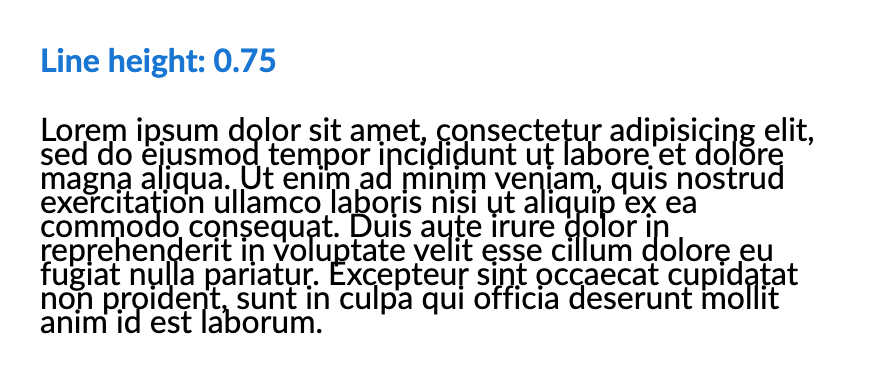 Line height: 0.75
Lorem ipsum dolor sit amet, consectetur adipisicing elit,
sed do eiusmod tempor incididunt ut labore et dolore
magna aliqua. Ut enim ad minim veniam, quis nostrud
exercitation ullamco laboris nisi ut aliquip ex ea
commodo consequat. Duis aute irure dolor in
reprehenderit in voluptate velit esse cillum dolore eu
fugiat nulla pariatur. Excepteur sint occaecat cupidatat
non proident, sunt in culpa qui officia deserunt mollit
anim id est laborum.